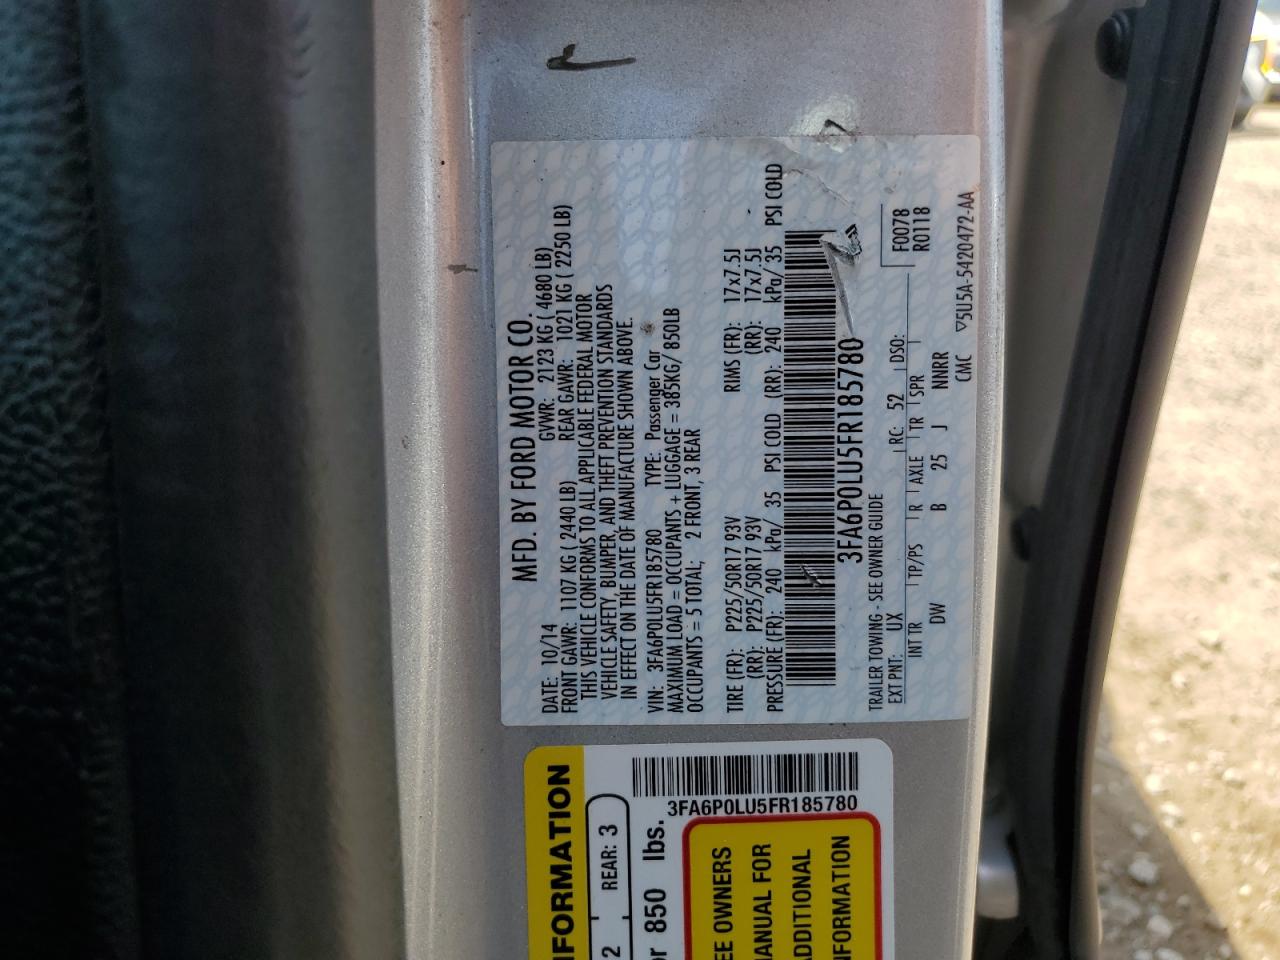 MFD. BY FORD MOTOR CO.
DATE: 10/14 GVWR: 2123 KG ( 4680 LB)
FRONT GAWR: 1107 KG ( 2440 LB) REAR GAWR: 1021 KG ( 2250 LB)
THIS VEHICLE CONFORMS TO ALL APPLICABLE FEDERAL MOTOR
VEHICLE SAFETY, BUMPER, AND THEFT PREVENTION STANDARDS
IN EFFECT ON THE DATE OF MANUFACTURE SHOWN ABOVE.
VIN: 3FA6P0LU5FR185780 TYPE: Passenger Car
MAXIMUM LOAD = OCCUPANTS + LUGGAGE = 385KG/ 850LB
OCCUPANTS = 5 TOTAL; 2 FRONT, 3 REAR
TIRE (FR): P225/50R17 93V RIMS (FR): 17x7.5J
(RR): P225/50R17 93V (RR): 17x7.5J
PRESSURE (FR): 240 kPa/ 35 PSI COLD (RR): 240 kPa/ 35 PSI COLD
3FA6P0LU5FR185780
TRAILER TOWING - SEE OWNER GUIDE
EXT PNT: UX RC: 52 DSO:
F0078
R0118
INT TR TP/PS R AXLE TR SPR
DW B 25 J NNRR
CMC ▽5U5A-5420472-AA
3FA6P0LU5FR185780
NFORMATION
2 REAR: 3
or 850 lbs.
EE OWNERS
ANUAL FOR
ADDITIONAL
NFORMATION